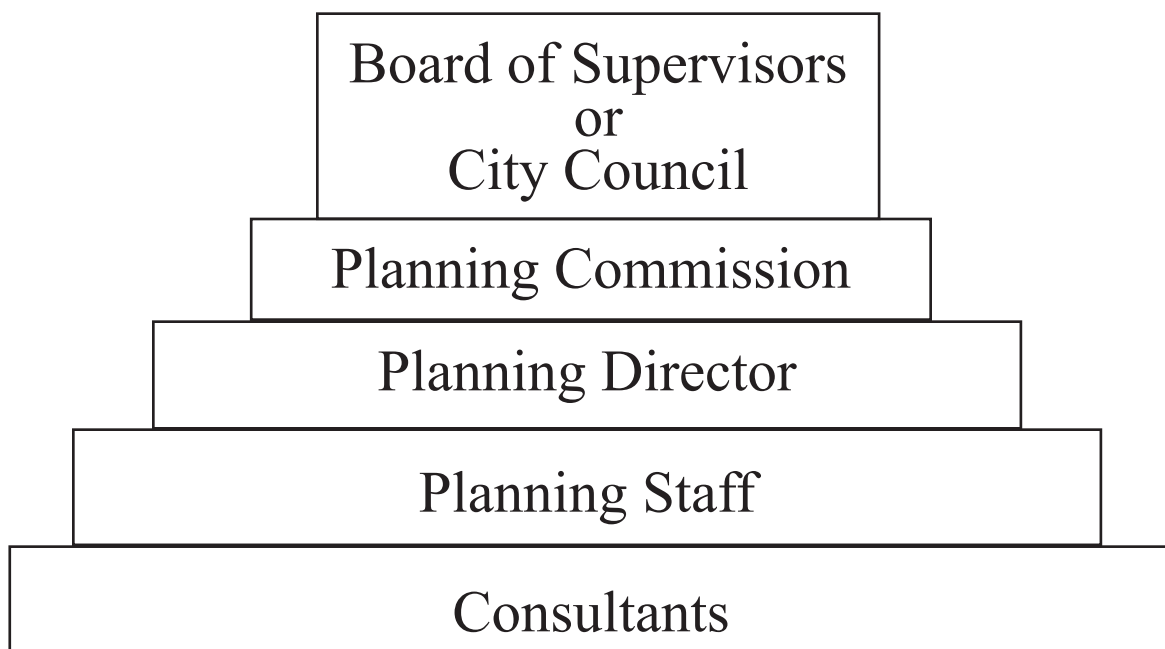 Board of Supervisors
or
City Council
Planning Commission
Planning Director
Planning Staff
Consultants